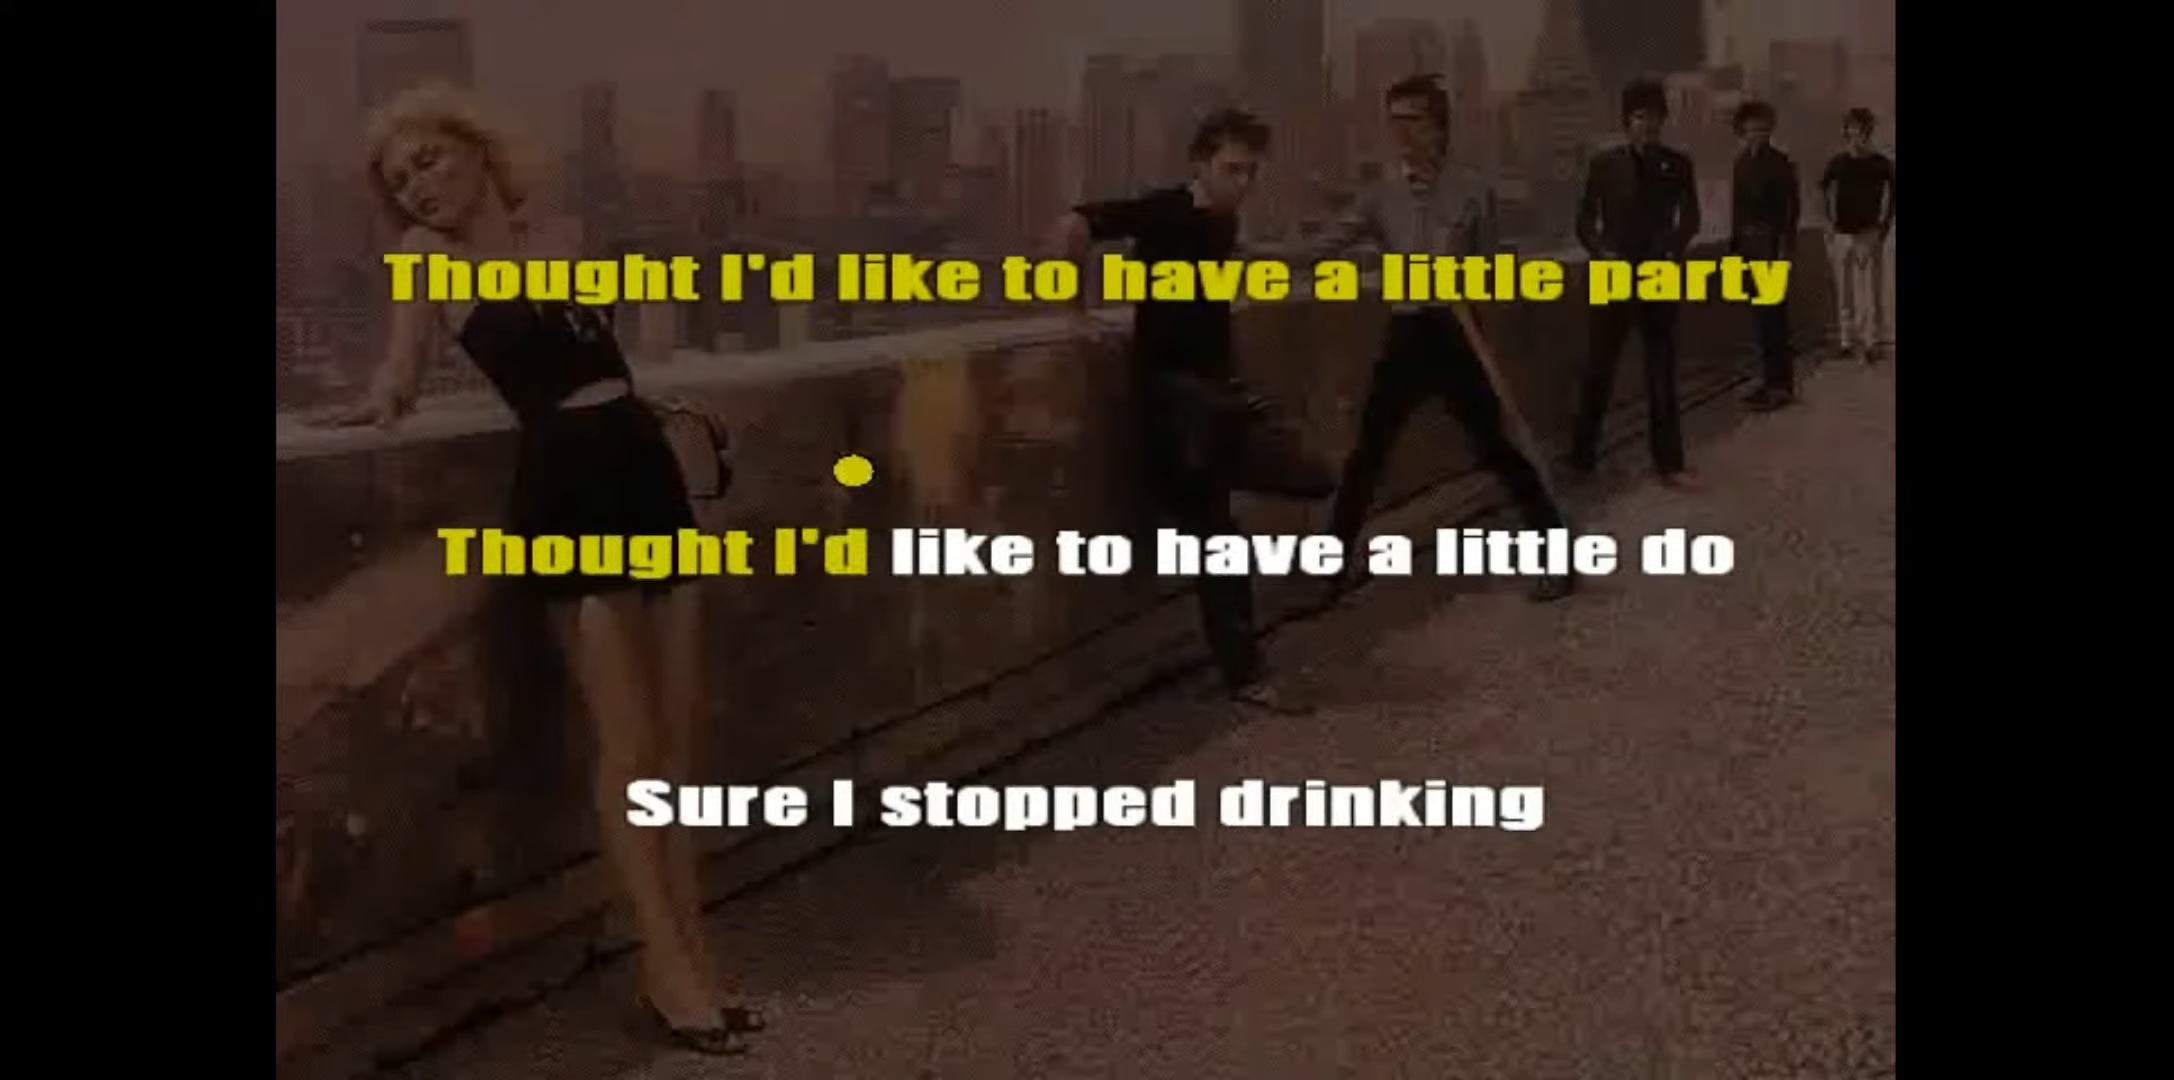 Thought I'd like to have a little party
Thought I'd like to have a little do
Sure I stopped drinking